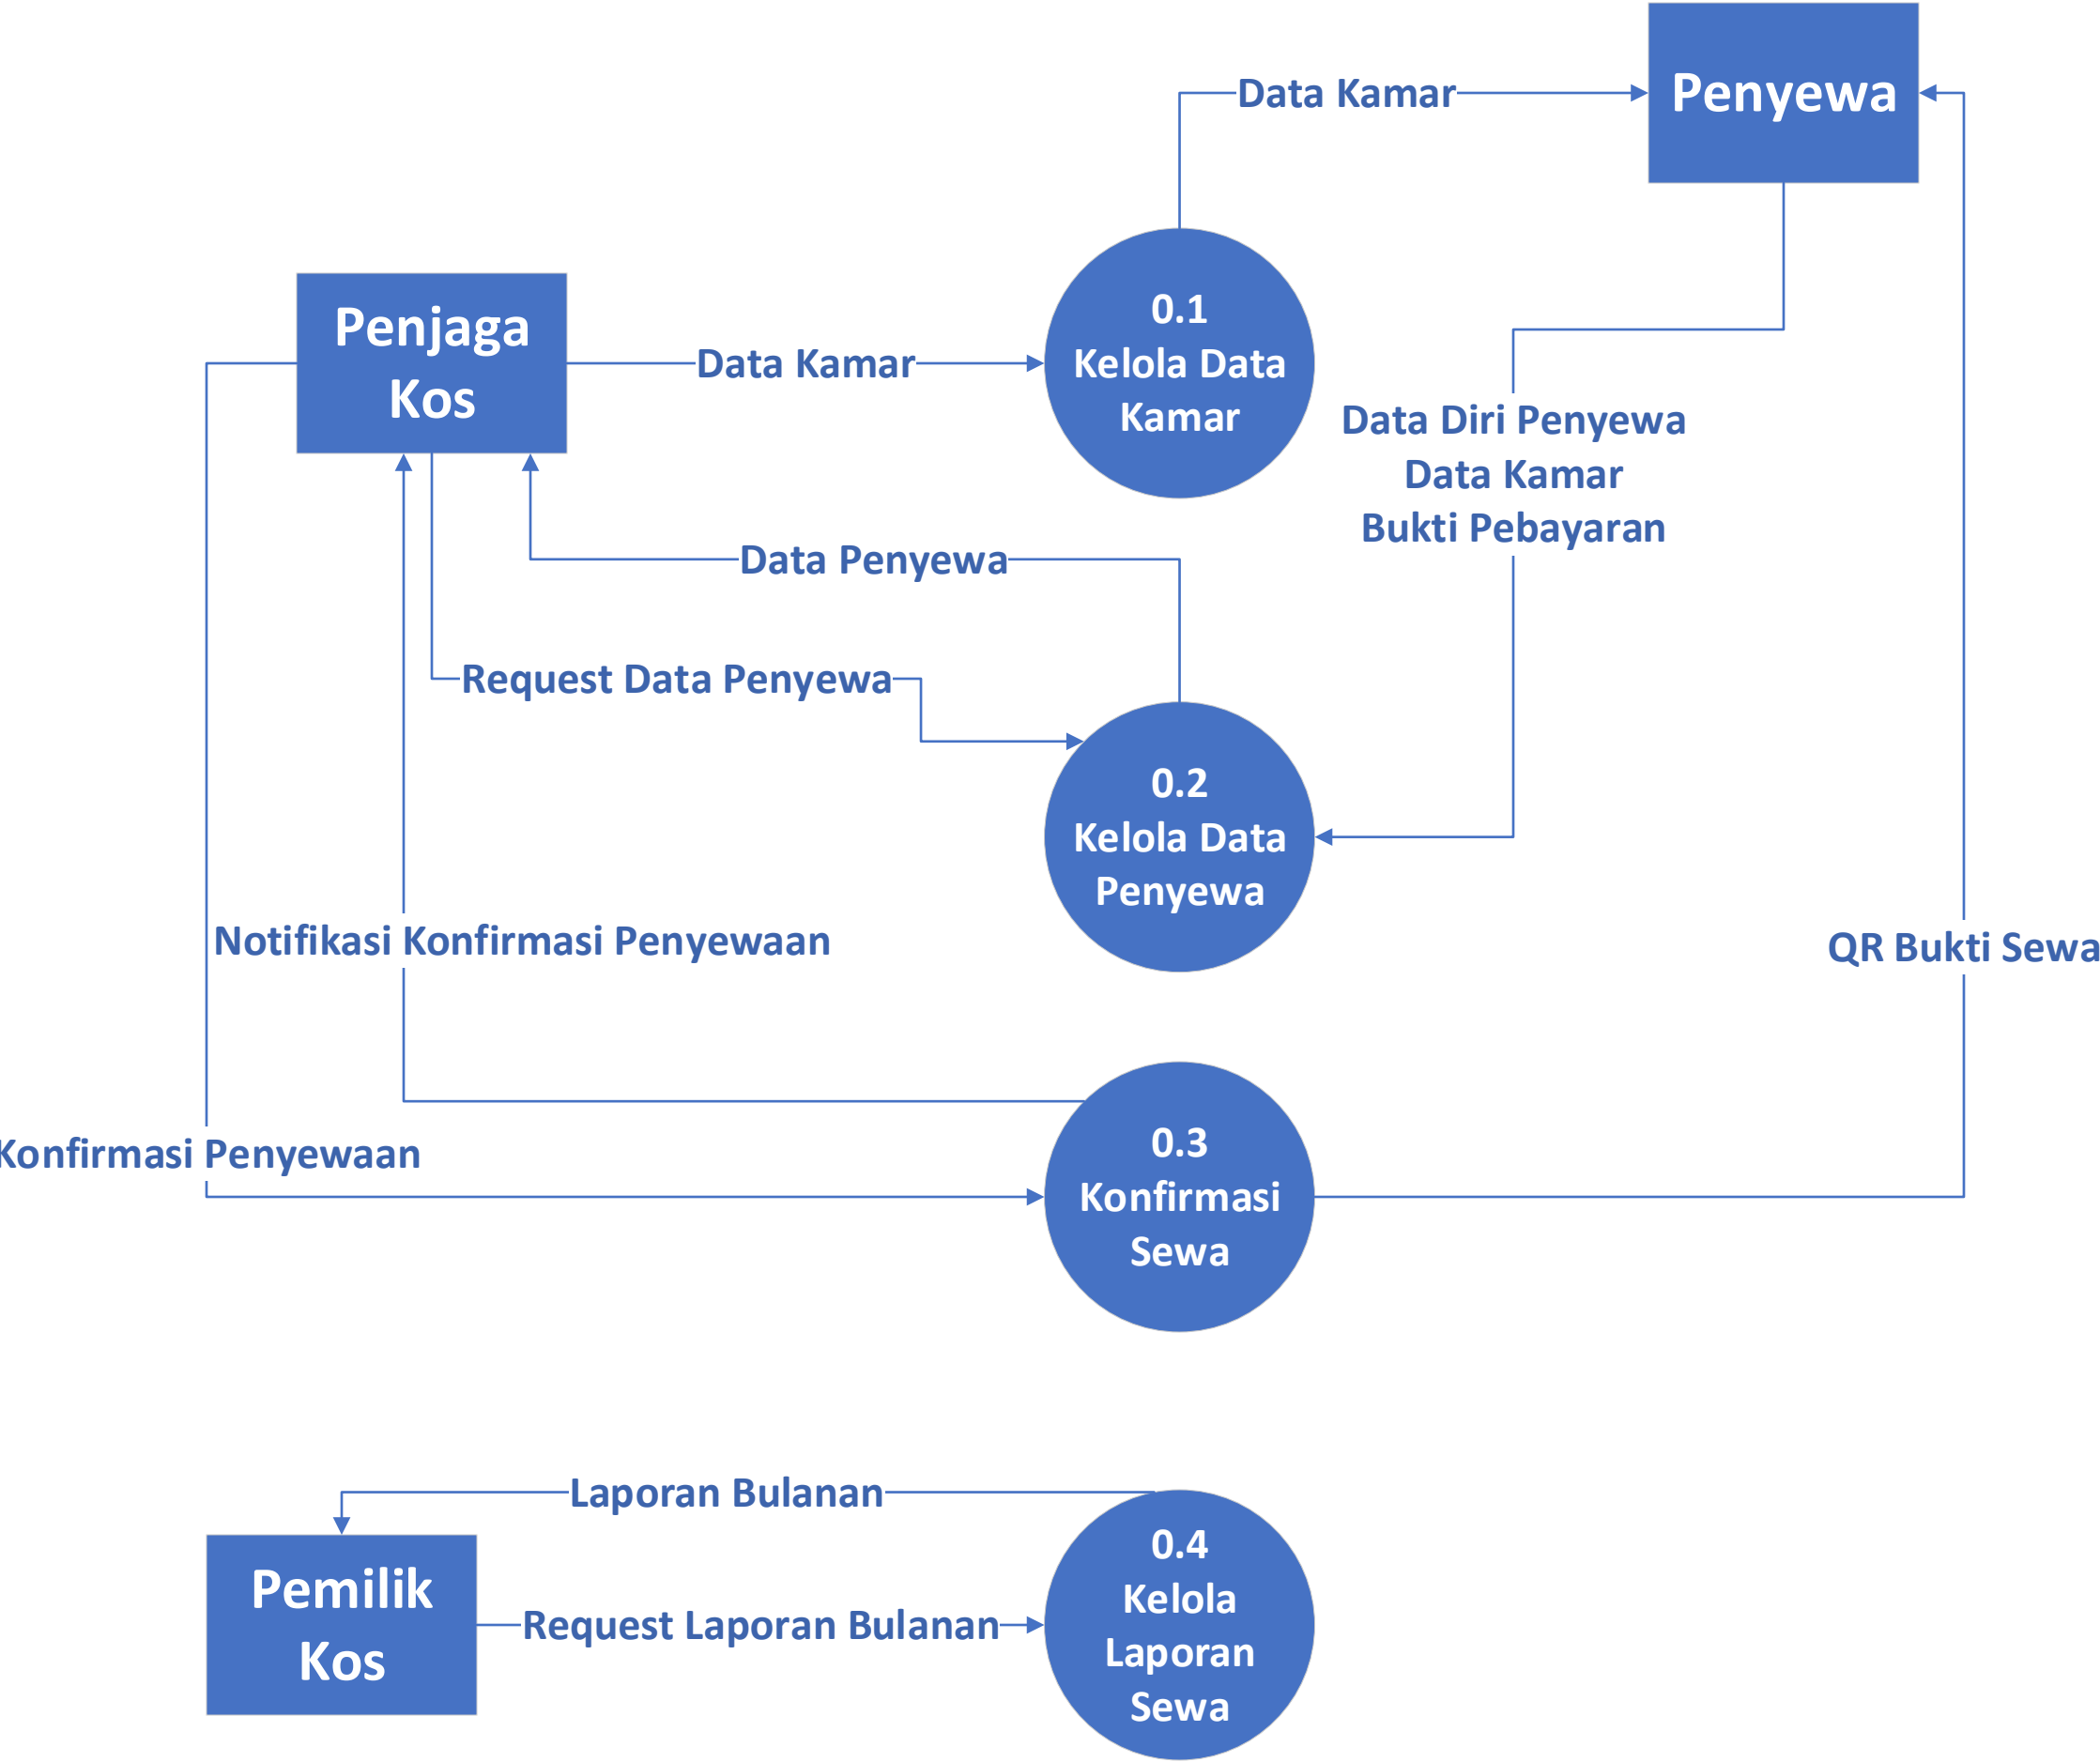 Penyewa
Data Kamar
Penjaga
Kos
Data Kamar
0.1
Kelola Data
Kamar
Data Diri Penyewa
Data Kamar
Bukti Pebayaran
Data Penyewa
Request Data Penyewa
0.2
Kelola Data
Penyewa
Notifikasi Konfirmasi Penyewaan
QR Bukti Sewa
Konfirmasi Penyewaan
0.3
Konfirmasi
Sewa
Laporan Bulanan
Pemilik
Kos
Request Laporan Bulanan
0.4
Kelola
Laporan
Sewa